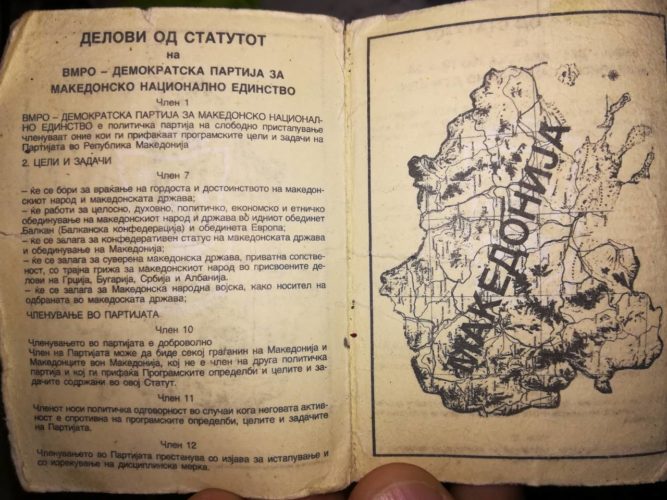 ДЕЛОВИ ОД СТАТУТОТ
на
ВМРО – ДЕМОКРАТСКА ПАРТИЈА ЗА
МАКЕДОНСКО НАЦИОНАЛНО ЕДИНСТВО
Член 1
ВМРО – ДЕМОКРАТСКА ПАРТИЈА ЗА МАКЕДОНСКО НАЦИОНАЛ-
НО ЕДИНСТВО е политичка партија на слободно присталување
членуваат оние кои ги прифакаат програмските цели и задачи на
Партијата во Република Македонија
2. ЦЕЛИ И ЗАДАЧИ
Член 7
– ќе се бори за враќање на гордоста и достоинството на македон-
скиот народ и македонската држава;
– ќе работи за целосно, духовно, политичко, економско и етничко
обединување на македонскиот народ и држава во идниот обединет
Балкан (Балканска конфедерација) и обединета Европа;
– ќе се залага за конфедеративен статус на македонската држава
и обединување на Македонија;
– ќе се залага за суверена македонска држава, приватна сопстве-
ност, со трајна грижа за македонскиот народ во присвоените де-
лови на Грција, Бугарија, Србија и Албанија.
– ќе се залага за Македонска народна војска, како носител на
одбраната во македоската држава;
ЧЛЕНУВАЊЕ ВО ПАРТИЈАТА
Член 10
Членувањето во партијата е доброволно
Член на Партијата може да биде секој граѓанин на Македонија и
Македонците вон Македонија, кој не е член на друга политичка
партија и кој ги прифаќа Програмските определби и целите и за-
дачите содржани во овој Статут.
Член 11
Членот носи политичка одговорност во случаи кога неговата актив-
ност е спротивна на програмските определби, целите и задачите
на Партијата.
Член 12
Членувањето во Партијата престанува со изјава за истапување и
со изрекување на дисциплинске мерка.
МАКЕДОНИЈА